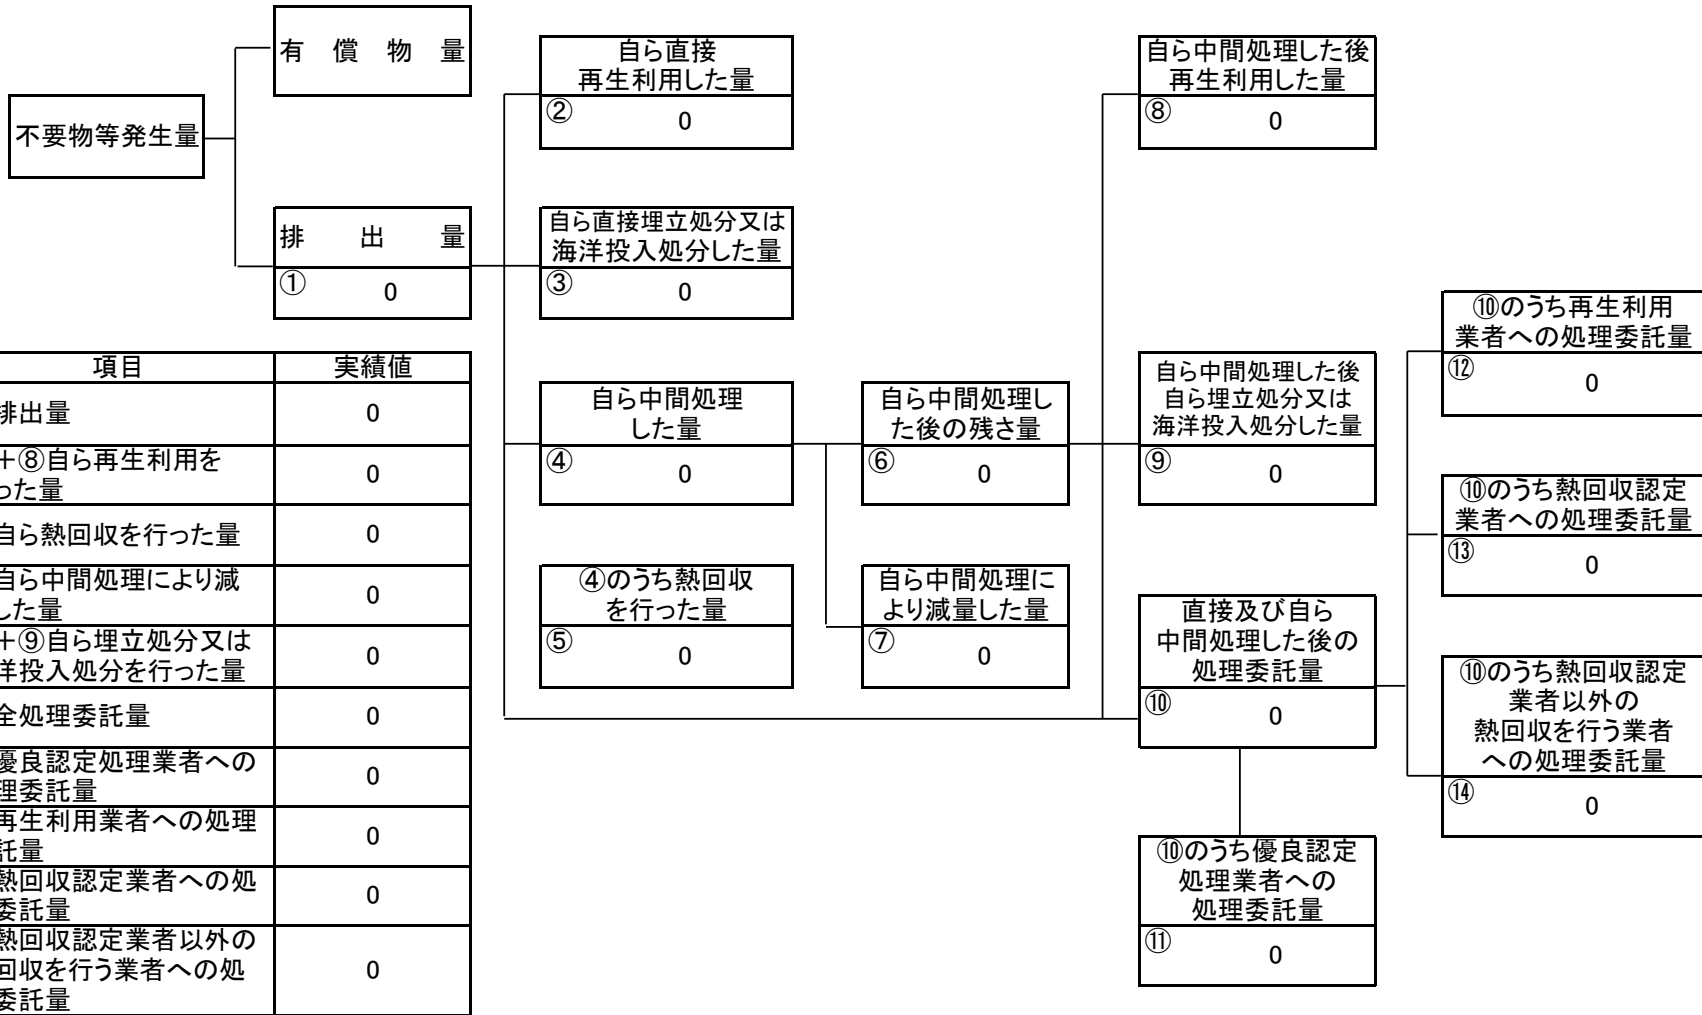 不要物等発生量
有償物量
排出量
①
0
自ら直接
再生利用した量
②
0
自ら直接埋立処分又は
海洋投入処分した量
③
0
自ら中間処理
した量
④
0
④のうち熱回収
を行った量
⑤
0
自ら中間処理し
た後の残さ量
⑥
0
自ら中間処理に
より減量した量
⑦
0
自ら中間処理した後
再生利用した量
⑧
0
自ら中間処理した後
自ら埋立処分又は
海洋投入処分した量
⑨
0
直接及び自ら
中間処理した後の
処理委託量
⑩
0
⑩のうち優良認定
処理業者への
処理委託量
⑪
0
⑩のうち再生利用
業者への処理委託量
⑫
0
⑩のうち熱回収認定
業者への処理委託量
⑬
0
⑩のうち熱回収認定
業者以外の
熱回収を行う業者
への処理委託量
⑭
0
項目 実績値
排出量 0
+⑧自ら再生利用を
った量 0
自ら熱回収を行った量 0
自ら中間処理により減
した量 0
+⑨自ら埋立処分又は
洋投入処分を行った量 0
全処理委託量 0
優良認定処理業者への
理委託量 0
再生利用業者への処理
託量 0
熱回収認定業者への処
委託量 0
熱回収認定業者以外の
回収を行う業者への処
委託量 0